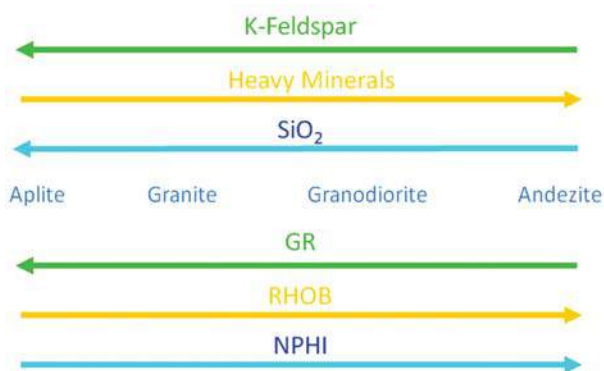 K-Feldspar
Heavy Minerals
SiO₂
Aplite Granite Granodiorite Andezite
GR
RHOB
NPHI